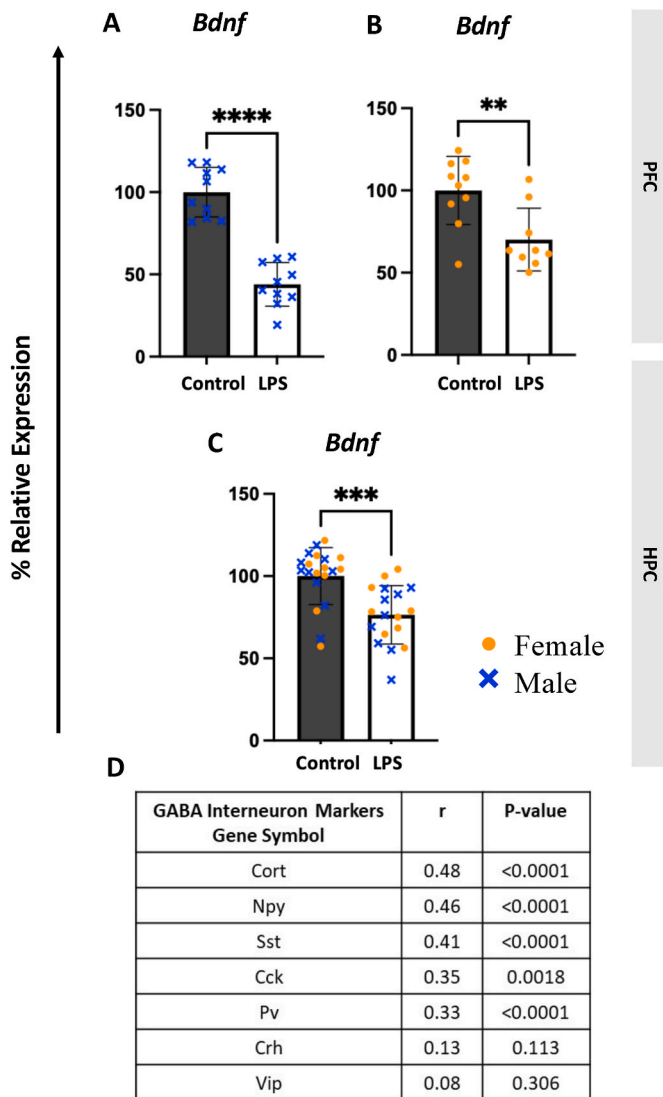 A
Bdnf
B
Bdnf
PFC
% Relative Expression
150
100
50
0
****
Control LPS
150
100
50
0
**
Control LPS
C
Bdnf
HPC
150
100
50
0
***
Control LPS
Female
Male
D
GABA Interneuron Markers r P-value
Gene Symbol
Cort 0.48 <0.0001
Npy 0.46 <0.0001
Sst 0.41 <0.0001
Cck 0.35 0.0018
Pv 0.33 <0.0001
Crh 0.13 0.113
Vip 0.08 0.306